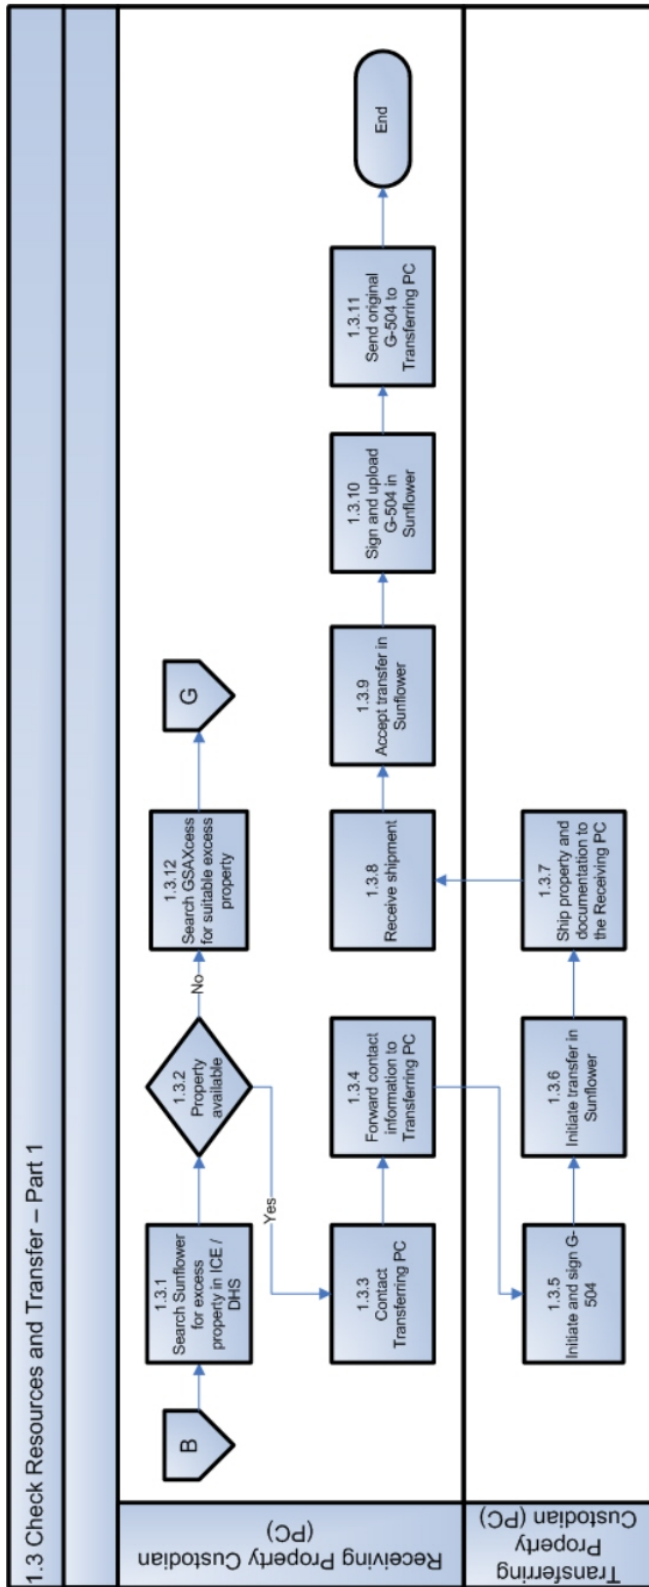 1.3 Check Resources and Transfer – Part 1
Receiving Property Custodian
(PC)
B
1.3.1
Search Sunflower
for excess
property in ICE /
DHS
1.3.2
Property
available
No
1.3.12
Search GSAXcess
for suitable excess
property
G
Yes
1.3.3
Contact
Transferring PC
1.3.4
Forward contact
information to
Transferring PC
1.3.8
Receive shipment
1.3.9
Accept transfer in
Sunflower
1.3.10
Sign and upload
G-504 in
Sunflower
1.3.11
Send original
G-504 to
Transferring PC
End
Transferring
Property
Custodian (PC)
1.3.5
Initiate and sign G-
504
1.3.6
Initiate transfer in
Sunflower
1.3.7
Ship property and
documentation to
the Receiving PC